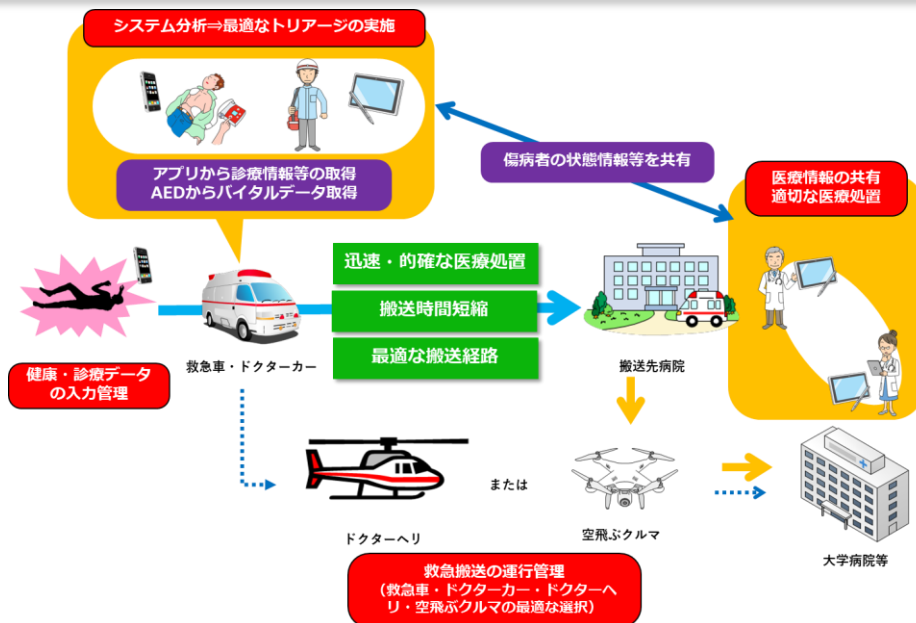 システム分析⇒最適なトリアージの実施
アプリから診療情報等の取得
AEDからバイタルデータ取得
傷病者の状態情報等を共有
医療情報の共有
適切な医療処置
迅速・的確な医療処置
搬送時間短縮
最適な搬送経路
健康・診療データ
の入力管理
救急車・ドクターカー
搬送先病院
ドクターヘリ
または
空飛ぶクルマ
大学病院等
救急搬送の運行管理
（救急車・ドクターカー・ドクターヘ
リ・空飛ぶクルマの最適な選択）